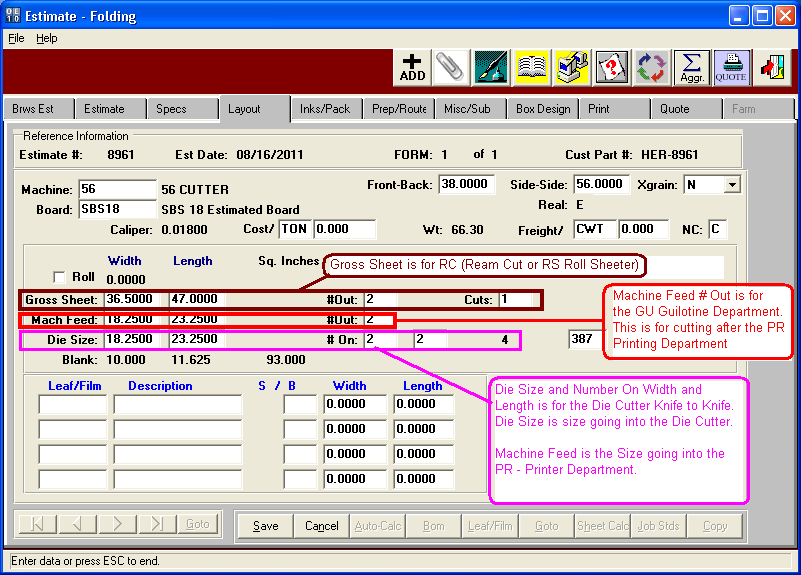 OE
10
Estimate - Folding
File Help
ADD
Aggr.
QUOTE
Brws Est Estimate Specs Layout Inks/Pack Prep/Route Misc/Sub Box Design Print Quote Farm
Reference Information
Estimate #: 8961 Est Date: 08/16/2011 FORM: 1 of 1 Cust Part #: HER-8961
Machine: 56 56 CUTTER Front-Back: 38.0000 Side-Side: 56.0000 Xgrain: N
Board: SBS18 SBS 18 Estimated Board Real: E
Caliper: 0.01800 Cost/ TON 0.000 Wt: 66.30 Freight/ CWT 0.000 NC: C
Width Length Sq. Inches
Gross Sheet is for RC (Ream Cut or RS Roll Sheeter)
Roll 0.0000
Gross Sheet: 36.5000 47.0000 #Out: 2 Cuts: 1
Mach Feed: 18.2500 23.2500 #Out: 2
Die Size: 18.2500 23.2500 # On: 2 2 4 387
Blank: 10.000 11.625 93.000
Machine Feed # Out is for
the GU Guilotine Department.
This is for cutting after the PR
Printing Department
Leaf/Film Description S / B Width Length
0.0000 0.0000
0.0000 0.0000
0.0000 0.0000
0.0000 0.0000
Die Size and Number On Width and
Length is for the Die Cutter Knife to Knife.
Die Size is size going into the Die Cutter.
Machine Feed is the Size going into the
PR - Printer Department.
Goto Save Cancel Auto-Calc Bom Leaf/Film Goto Sheet Calc Job Stds Copy
Enter data or press ESC to end.